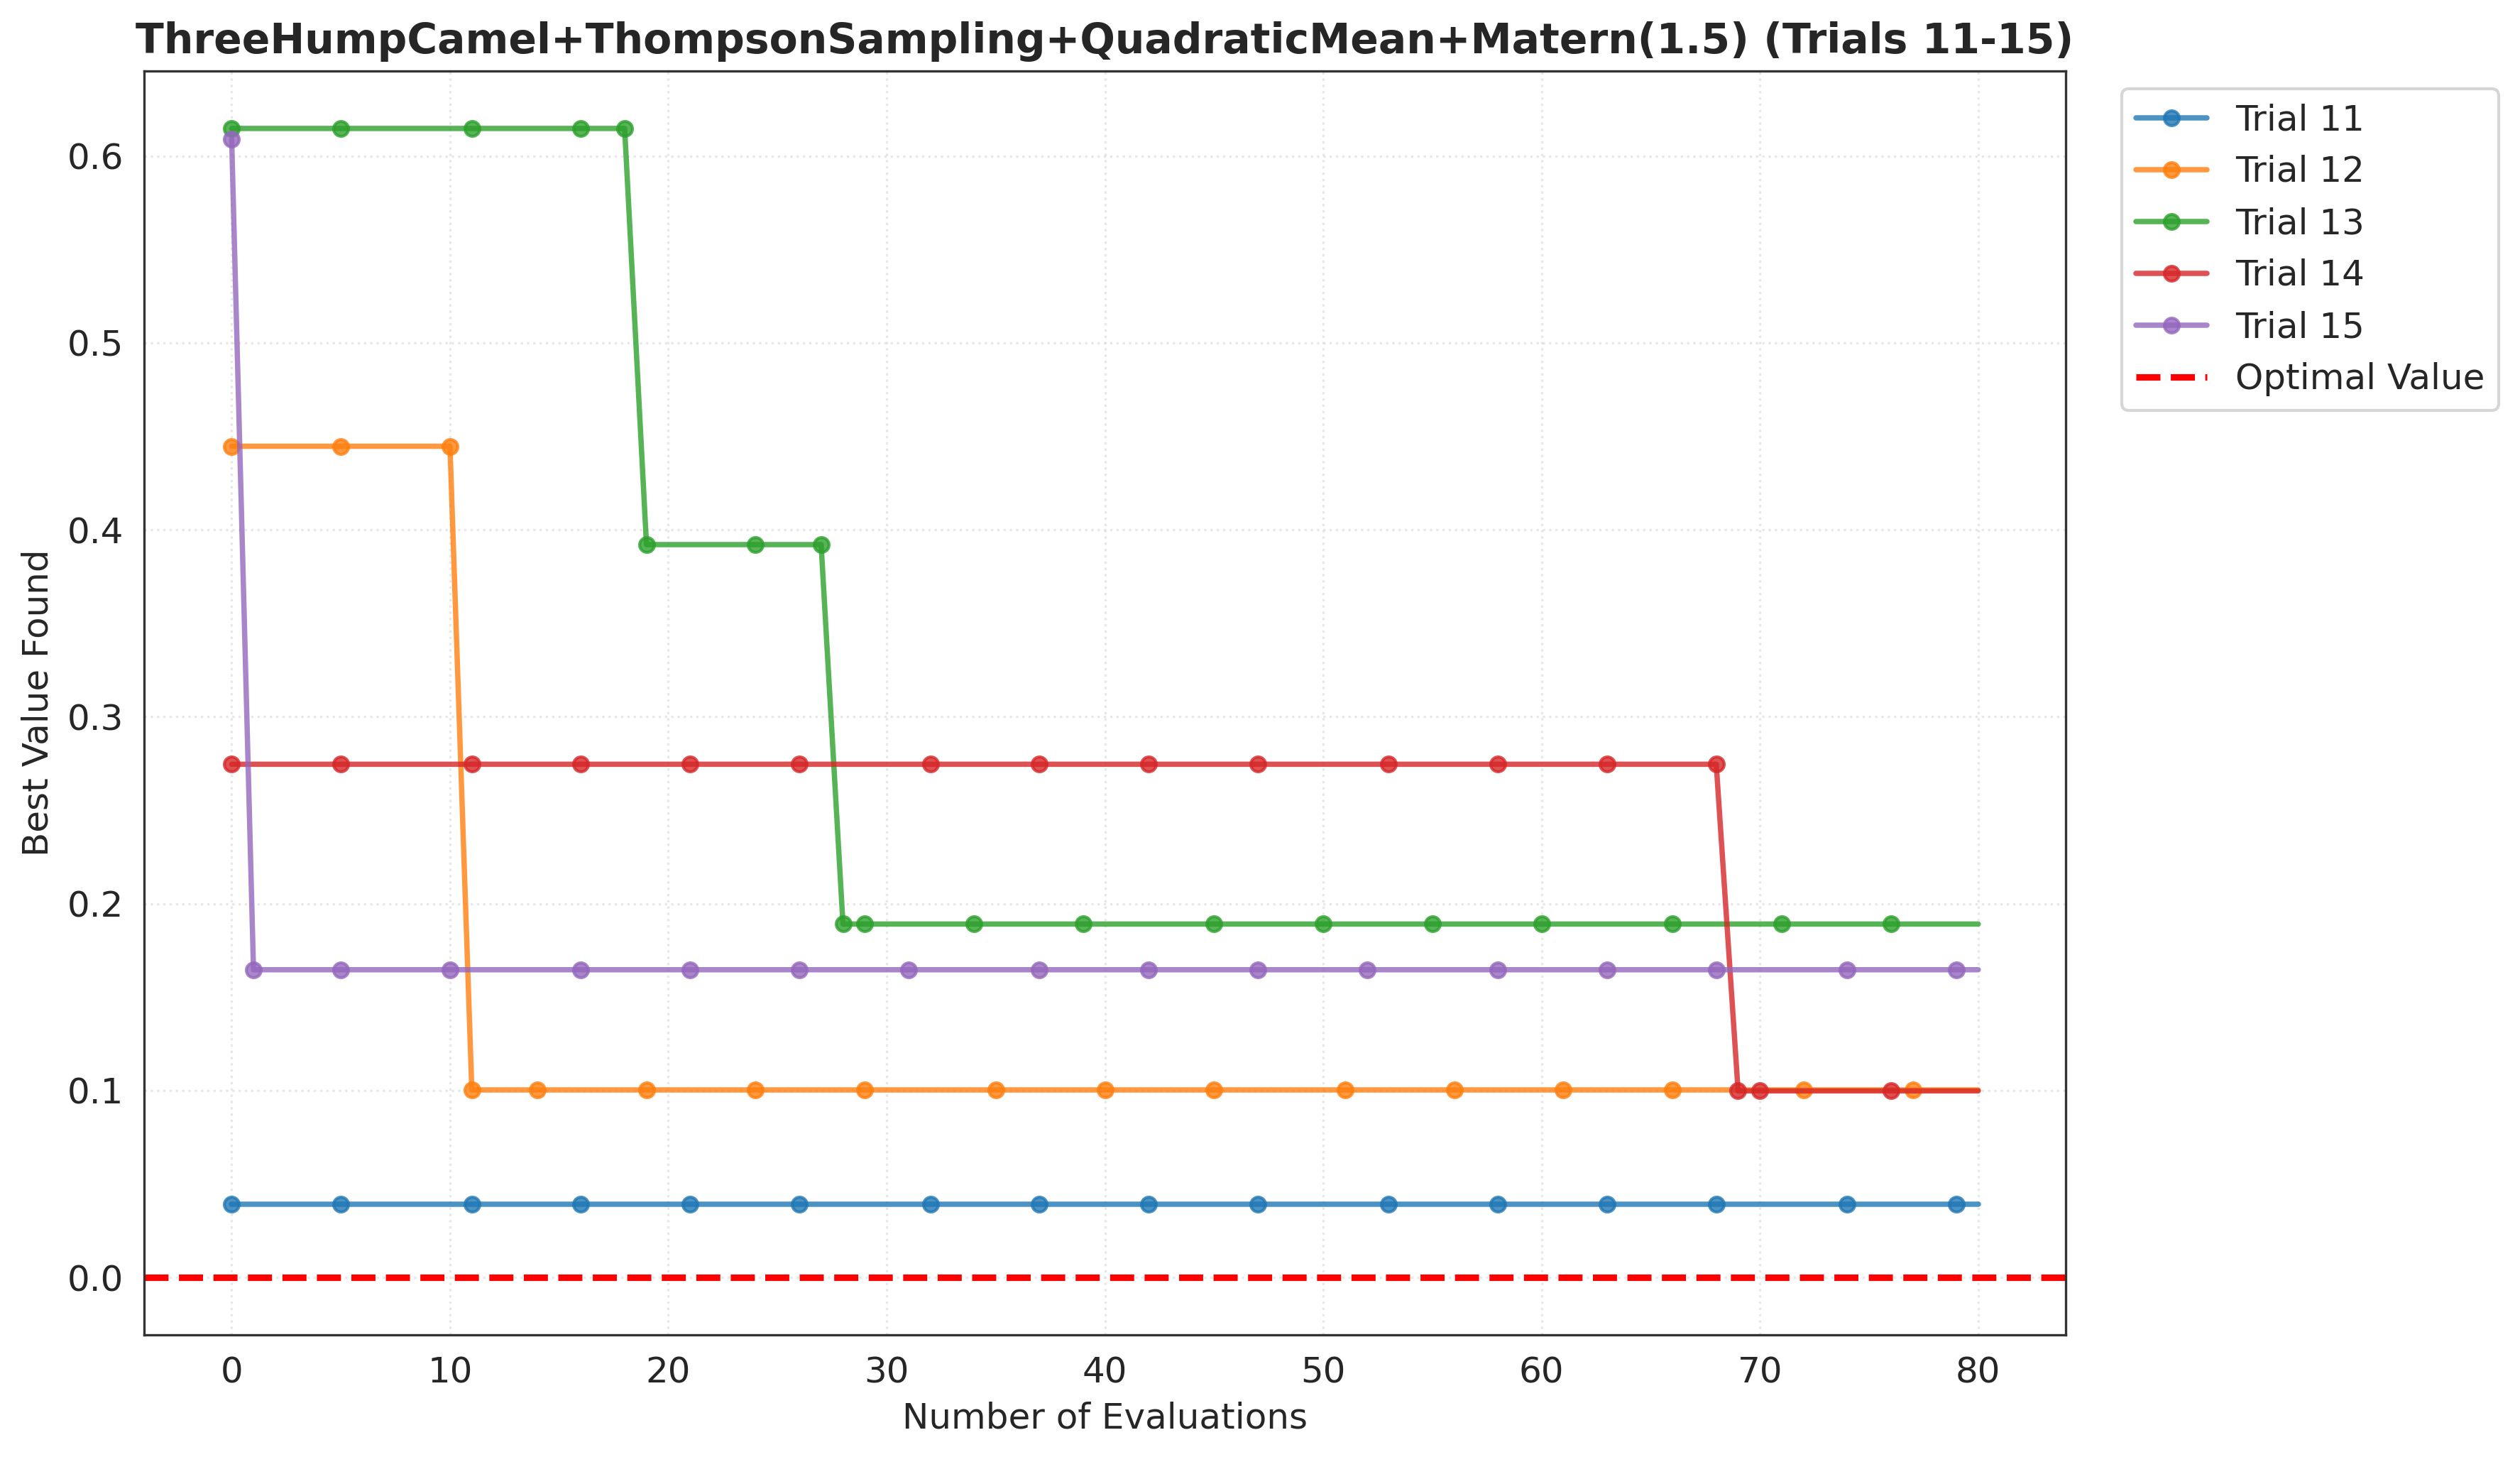 ThreeHumpCamel+ThompsonSampling+QuadraticMean+Matern(1.5) (Trials 11-15)
Best Value Found
0.6
0.5
0.4
0.3
0.2
0.1
0.0
0 10 20 30 40 50 60 70 80
Number of Evaluations
Trial 11
Trial 12
Trial 13
Trial 14
Trial 15
Optimal Value